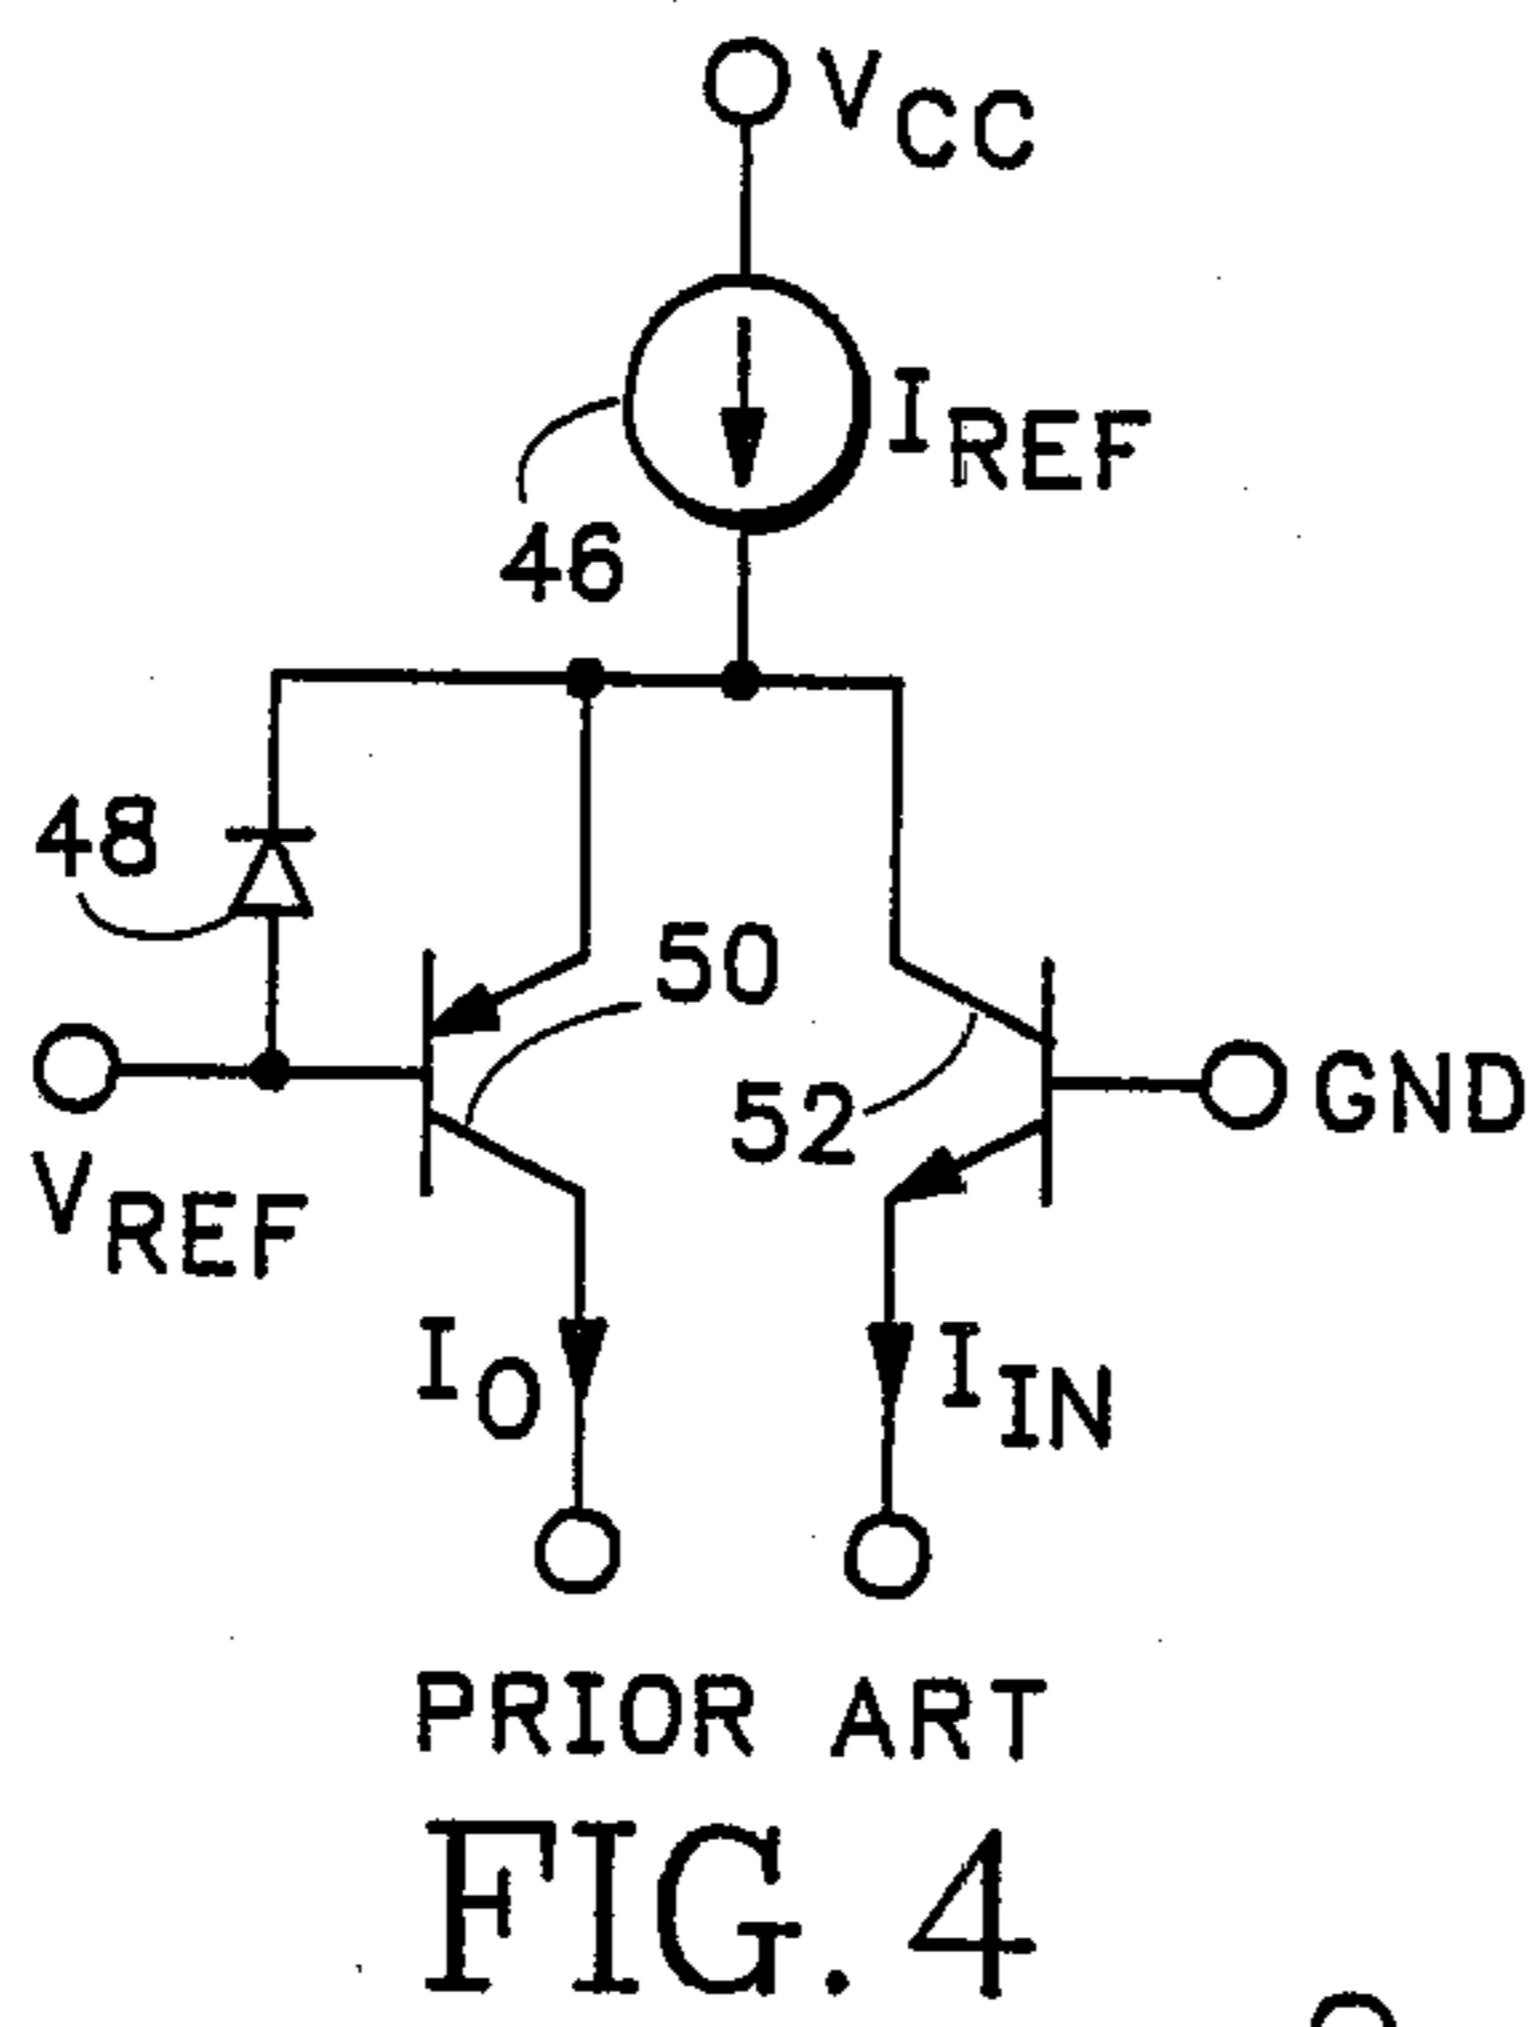 VCC
IREF
46
48
50
52
GND
VREF
IO
IIN
PRIOR ART
FIG. 4